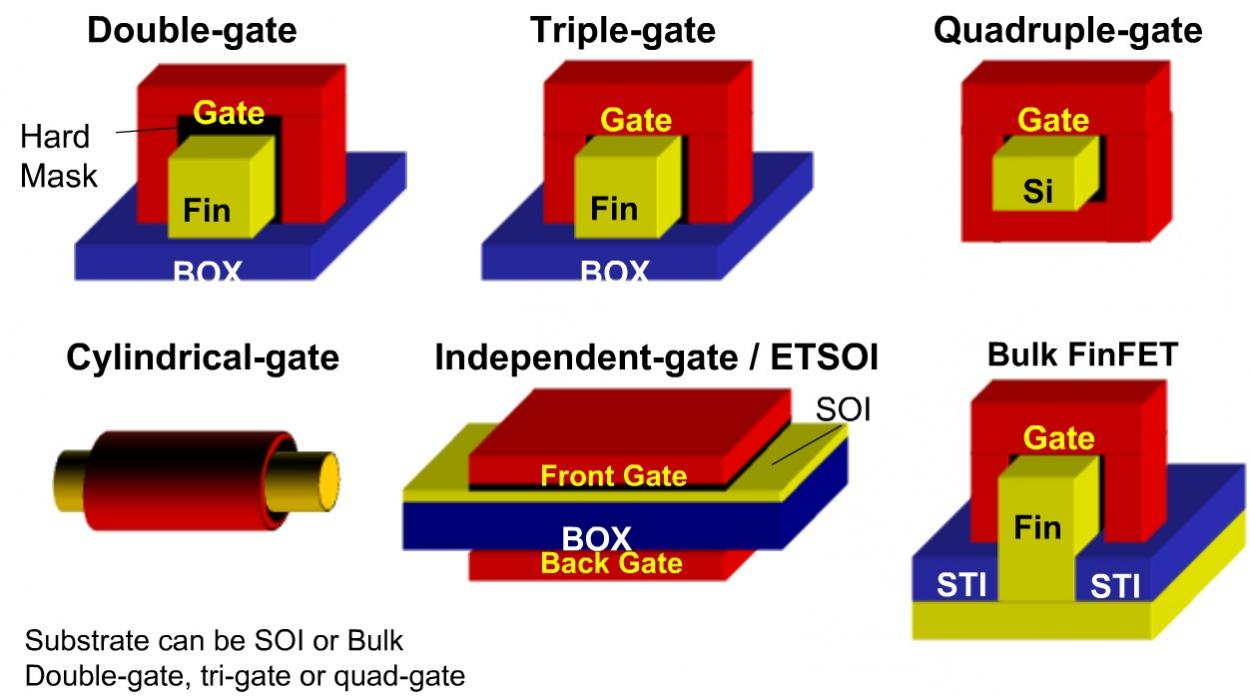 Double-gate
Triple-gate
Quadruple-gate
Hard
Mask
Gate
Fin
BOX
Gate
Fin
BOX
Gate
Si
Cylindrical-gate
Independent-gate / ETSOI
Bulk FinFET
SOI
Front Gate
BOX
Back Gate
Gate
Fin
STI
STI
Substrate can be SOI or Bulk
Double-gate, tri-gate or quad-gate